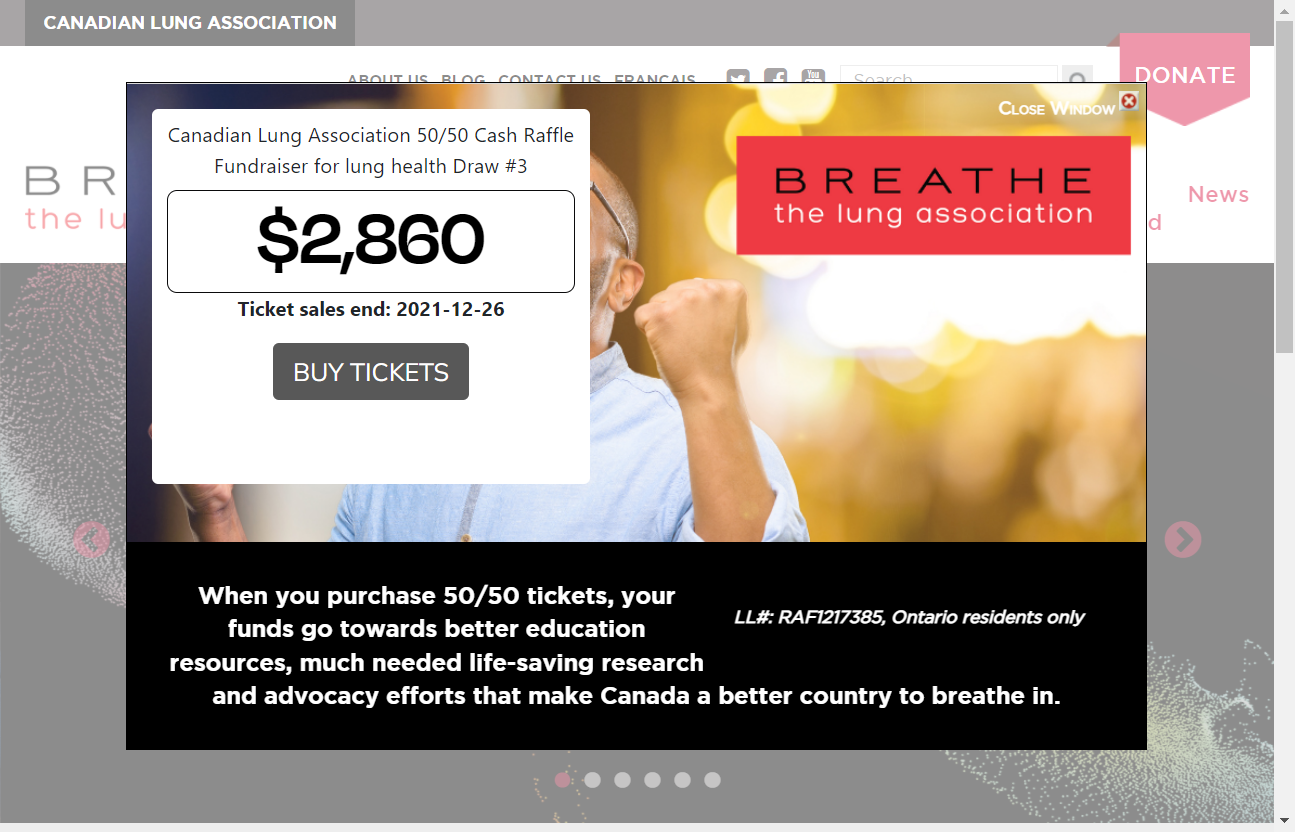 CANADIAN LUNG ASSOCIATION
ABOUT US BLOG CONTACT US FRANÇAIS
You
Search
DONATE
BR
the lu
News
d
CLOSE WINDOW
Canadian Lung Association 50/50 Cash Raffle
Fundraiser for lung health Draw #3
$2,860
Ticket sales end: 2021-12-26
BUY TICKETS
BREATHE
the lung association
When you purchase 50/50 tickets, your
funds go towards better education
resources, much needed life-saving research
and advocacy efforts that make Canada a better country to breathe in.
LL#: RAF1217385, Ontario residents only